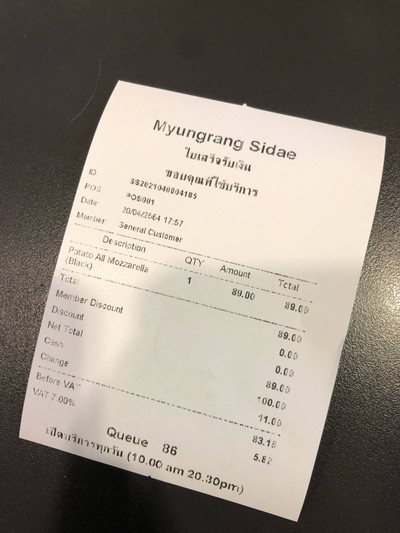 Myungrang Sidae
ใบเสร็จรับเงิน
ขอบคุณที่ใช้บริการ
ID SS2021040004185
POS POS001
Date: 20/04/2564 17:57
Member: General Customer
Description QTY Amount Total
Potato All Mozzarella 1 89.00 89.00
(Black)
Total 89.00
Member Discount 0.00
Discount 0.00
Net Total 89.00
Cash 100.00
Change 11.00
Before VAT 83.18
VAT 7.00% 5.82
Queue 86
เปิดบริการทุกวัน (10.00 am 20.30pm)